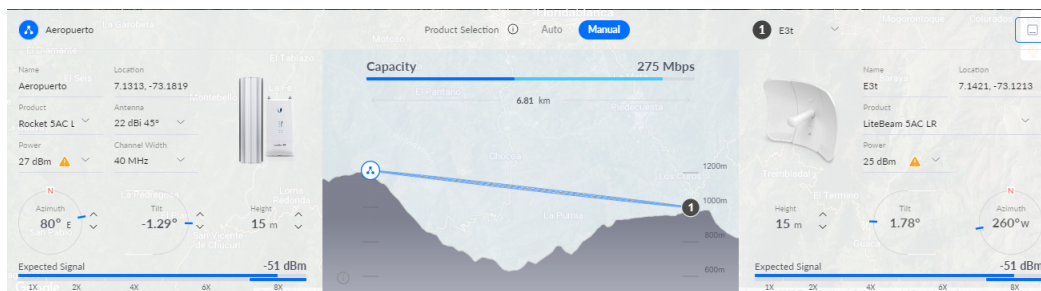 Aeropuerto
Product Selection
Auto
Manual
1 E3t
Name
Location
Aeropuerto
7.1313, -73.1819
Product
Antenna
Rocket 5AC L
22 dBi 45°
Power
Channel Width
27 dBm
40 MHz
N
Azimuth
80° E
Tilt
-1.29°
Height
15 m
Expected Signal
-51 dBm
1X 2X 4X 6X 8X
Capacity
275 Mbps
6.81 km
1200m
1000m
800m
600m
1
Name
Location
E3t
7.1421, -73.1213
Product
LiteBeam 5AC LR
Power
25 dBm
Height
15 m
Tilt
1.78°
N
Azimuth
260° W
Expected Signal
-51 dBm
1X 2X 4X 6X 8X